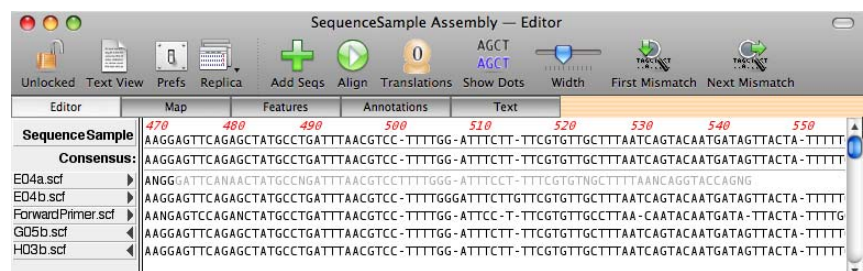 SequenceSample Assembly — Editor
AGCT
AGCT
Unlocked Text View Prefs Replica Add Seqs Align Translations Show Dots Width First Mismatch Next Mismatch
Editor Map Features Annotations Text
470 480 490 500 510 520 530 540 550
SequenceSample AAGGAGTTCAGAGCTATGCCTGATTTAACGTCC-TTTTGG-ATTTCTT-TTCGTGTTGCTTTAATCAGTACAATGATAGTTACTA-TTTTT
Consensus: AAGGAGTTCAGAGCTATGCCTGATTTAACGTCC-TTTTGG-ATTTCTT-TTCGTGTTGCTTTAATCAGTACAATGATAGTTACTA-TTTTT
E04a.scf ANGGGATTCANAACTATGCCNGATTTAACGTCCTTTTGGG-ATTTCCT-TTTCGTGTNGCTTTTAANCAGGTACCAGNG
E04b.scf AAGGAGTTCAGAGCTATGCCTGATTTAACGTCC-TTTTGGGATTTCTTGTTCGTGTTGCTTTAATCAGTACAATGATAGTTACTA-TTTTT
ForwardPrimer.scf AANGAGTCCAGANCTATGCCTGATTTAACGTCC-TTTTGG-ATTCC-T-TTCGTGTTGCCTTAA-CAATACAATGATA-TTACTA-TTTTG
G05b.scf AAGGAGTTCAGAGCTATGCCTGATTTAACGTCC-TTTTGG-ATTTCTT-TTCGTGTTGCTTTAATCAGTACAATGATAGTTACTA-TTTTT
H03b.scf AAGGAGTTCAGAGCTATGCCTGATTTAACGTCC-TTTTGG-ATTTCTT-TTCGTGTTGCTTTAATCAGTACAATGATAGTTACTA-TTTTT